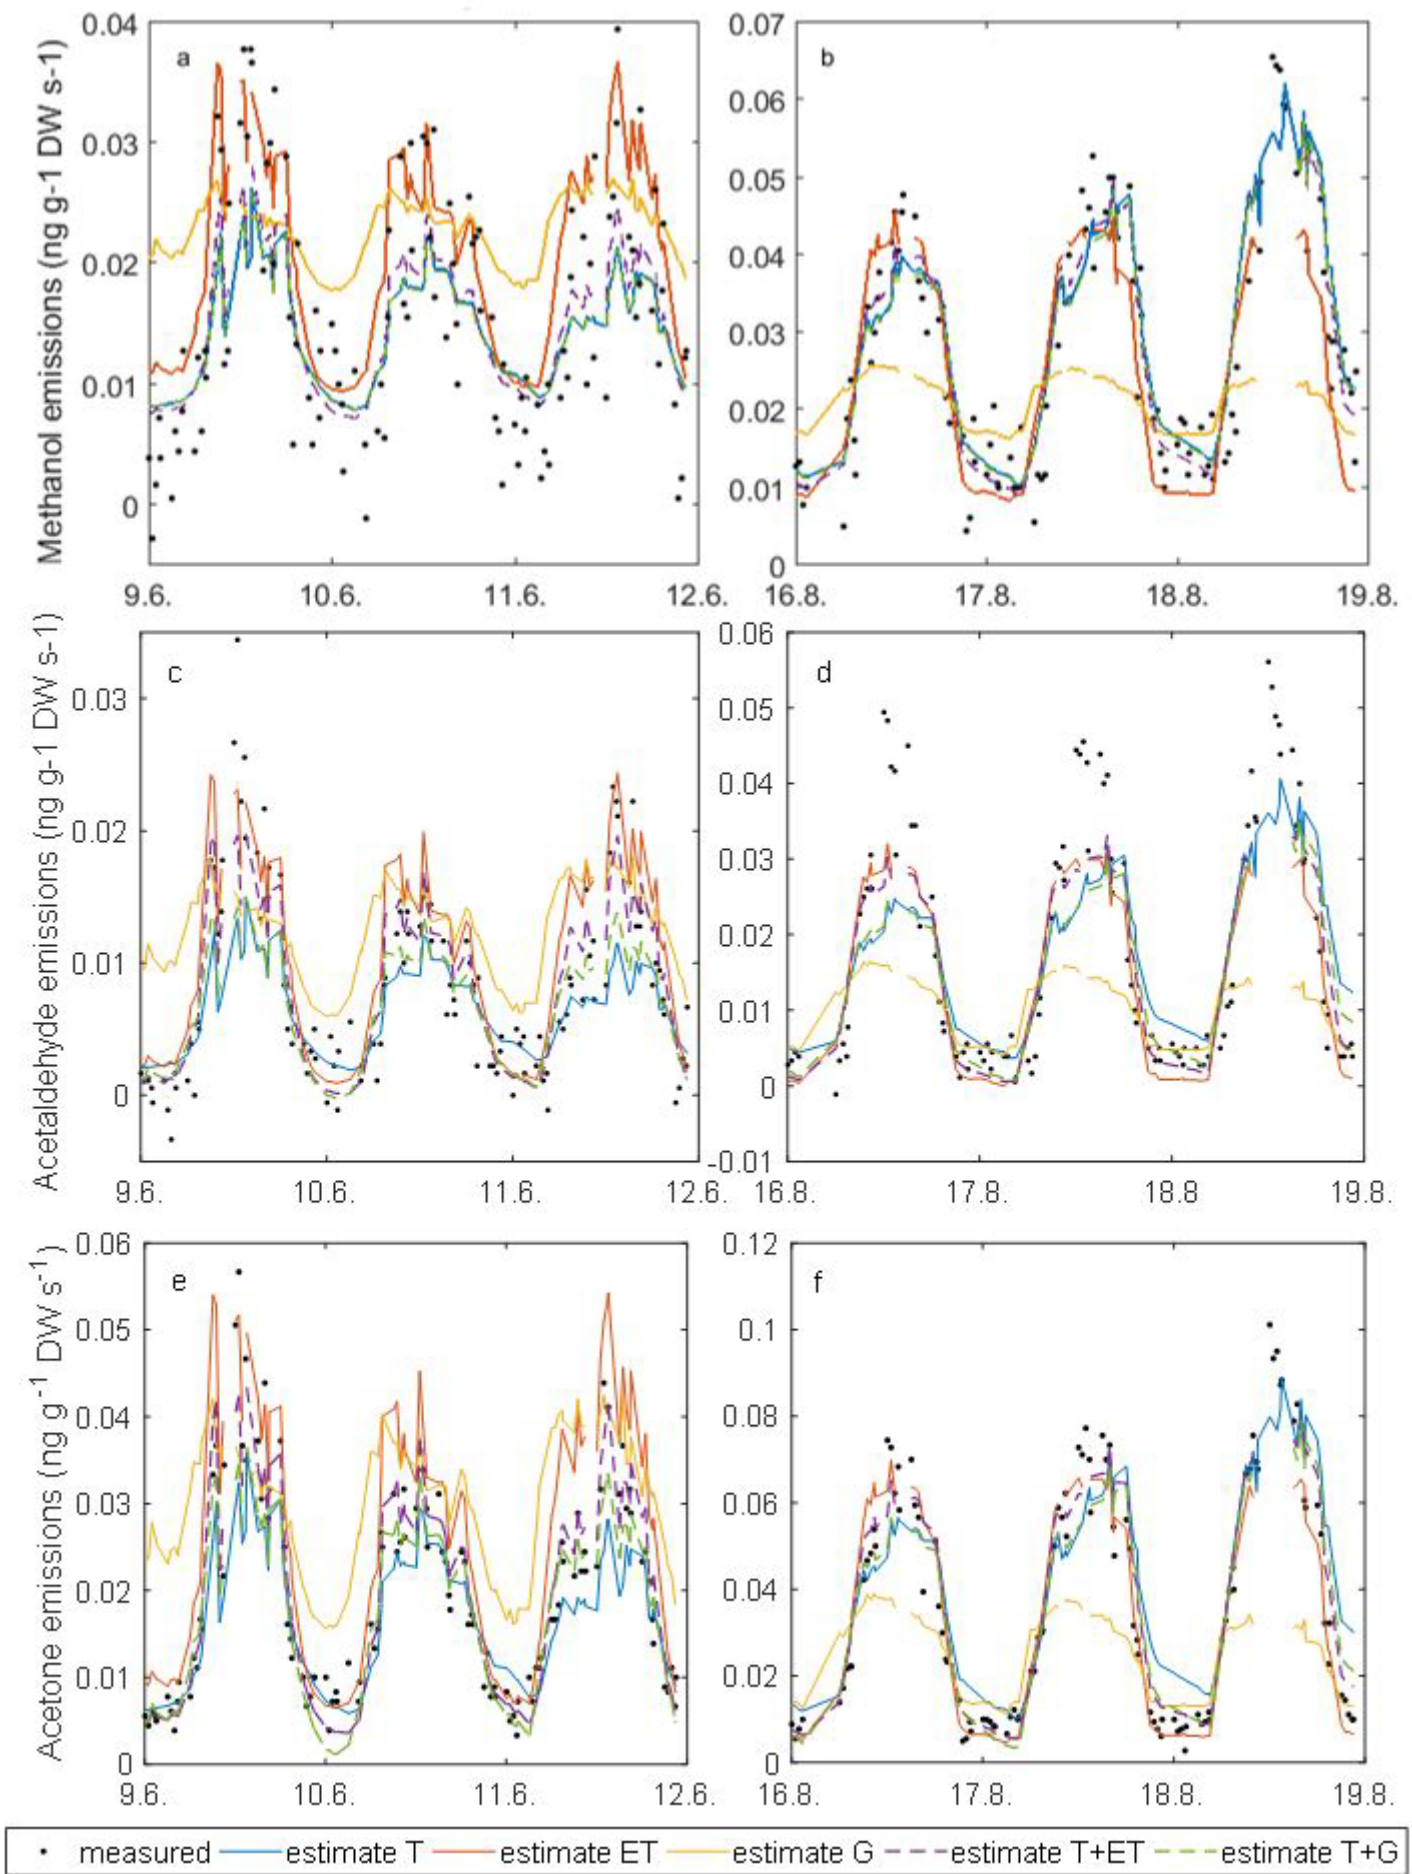 Methanol emissions (ng g-1 DW s-1)
a
0.04
0.03
0.02
0.01
0
9.6. 10.6. 11.6. 12.6.
b
0.07
0.06
0.05
0.04
0.03
0.02
0.01
0
16.8. 17.8. 18.8. 19.8.
Acetaldehyde emissions (ng g-1 DW s-1)
c
0.03
0.02
0.01
0
9.6. 10.6. 11.6. 12.6.
d
0.06
0.05
0.04
0.03
0.02
0.01
0
-0.01
16.8. 17.8. 18.8 19.8.
Acetone emissions (ng g⁻¹ DW s⁻¹)
e
0.06
0.05
0.04
0.03
0.02
0.01
0
9.6. 10.6. 11.6. 12.6.
f
0.12
0.1
0.08
0.06
0.04
0.02
0
16.8. 17.8. 18.8. 19.8.
measured estimate T estimate ET estimate G estimate T+ET estimate T+G